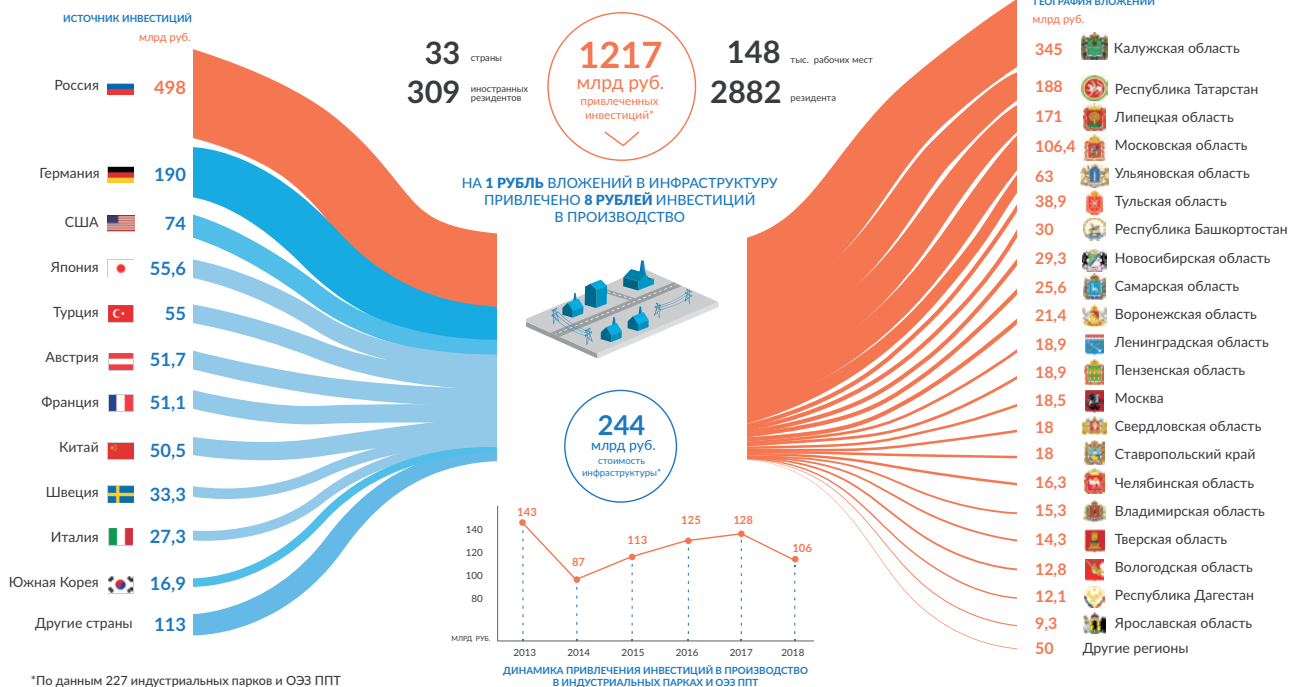 ИСТОЧНИК ИНВЕСТИЦИЙ
млрд руб.
Россия 498
Германия 190
США 74
Япония 55,6
Турция 55
Австрия 51,7
Франция 51,1
Китай 50,5
Швеция 33,3
Италия 27,3
Южная Корея 16,9
Другие страны 113
*По данным 227 индустриальных парков и ОЭЗ ППТ
33 страны
309 иностранных
резидентов
1217
млрд руб.
привлеченных
инвестиций*
148 тыс. рабочих мест
2882 резидента
НА 1 РУБЛЬ ВЛОЖЕНИЙ В ИНФРАСТРУКТУРУ
ПРИВЛЕЧЕНО 8 РУБЛЕЙ ИНВЕСТИЦИЙ
В ПРОИЗВОДСТВО
244
млрд руб.
стоимость
инфраструктуры*
143
87
113
125
128
106
140
120
100
80
МЛРД РУБ.
2013 2014 2015 2016 2017 2018
ДИНАМИКА ПРИВЛЕЧЕНИЯ ИНВЕСТИЦИЙ В ПРОИЗВОДСТВО
В ИНДУСТРИАЛЬНЫХ ПАРКАХ И ОЭЗ ППТ
ГЕОГРАФИЯ ВЛОЖЕНИЙ
млрд руб.
345 Калужская область
188 Республика Татарстан
171 Липецкая область
106,4 Московская область
63 Ульяновская область
38,9 Тульская область
30 Республика Башкортостан
29,3 Новосибирская область
25,6 Самарская область
21,4 Воронежская область
18,9 Ленинградская область
18,9 Пензенская область
18,5 Москва
18 Свердловская область
18 Ставропольский край
16,3 Челябинская область
15,3 Владимирская область
14,3 Тверская область
12,8 Вологодская область
12,1 Республика Дагестан
9,3 Ярославская область
50 Другие регионы